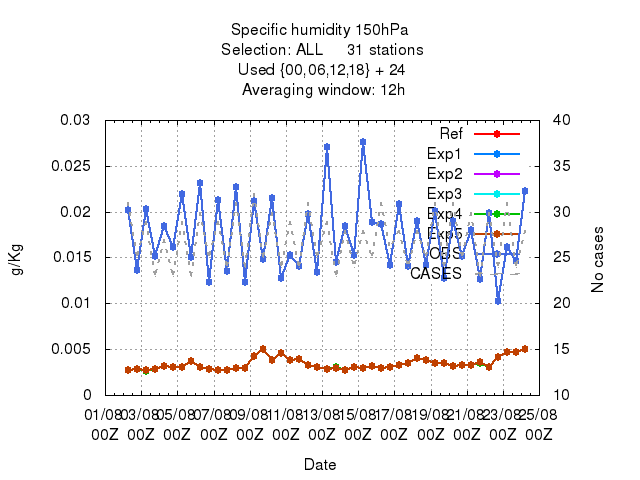 Specific humidity 150hPa
Selection: ALL 31 stations
Used {00,06,12,18} + 24
Averaging window: 12h
0.03 40
Ref
Exp1
0.025 35
Exp2
Exp3
0.02 30
Exp4
Exp5
g/Kg
OBS
0.015 25
No cases
CASES
0.01 20
0.005 15
0 10
01/08 03/08 05/08 07/08 09/08 11/08 13/08 15/08 17/08 19/08 21/08 23/08 25/08
00Z 00Z 00Z 00Z 00Z 00Z 00Z 00Z 00Z 00Z 00Z 00Z 00Z
Date